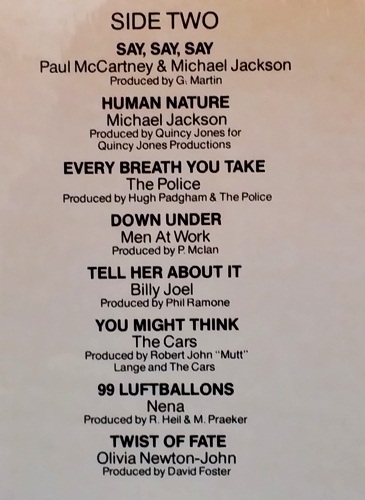 SIDE TWO
SAY, SAY, SAY
Paul McCartney & Michael Jackson
Produced by G. Martin
HUMAN NATURE
Michael Jackson
Produced by Quincy Jones for
Quincy Jones Productions
EVERY BREATH YOU TAKE
The Police
Produced by Hugh Padgham & The Police
DOWN UNDER
Men At Work
Produced by P. McIan
TELL HER ABOUT IT
Billy Joel
Produced by Phil Ramone
YOU MIGHT THINK
The Cars
Produced by Robert John "Mutt"
Lange and The Cars
99 LUFTBALLONS
Nena
Produced by R. Heil & M. Praeker
TWIST OF FATE
Olivia Newton-John
Produced by David Foster